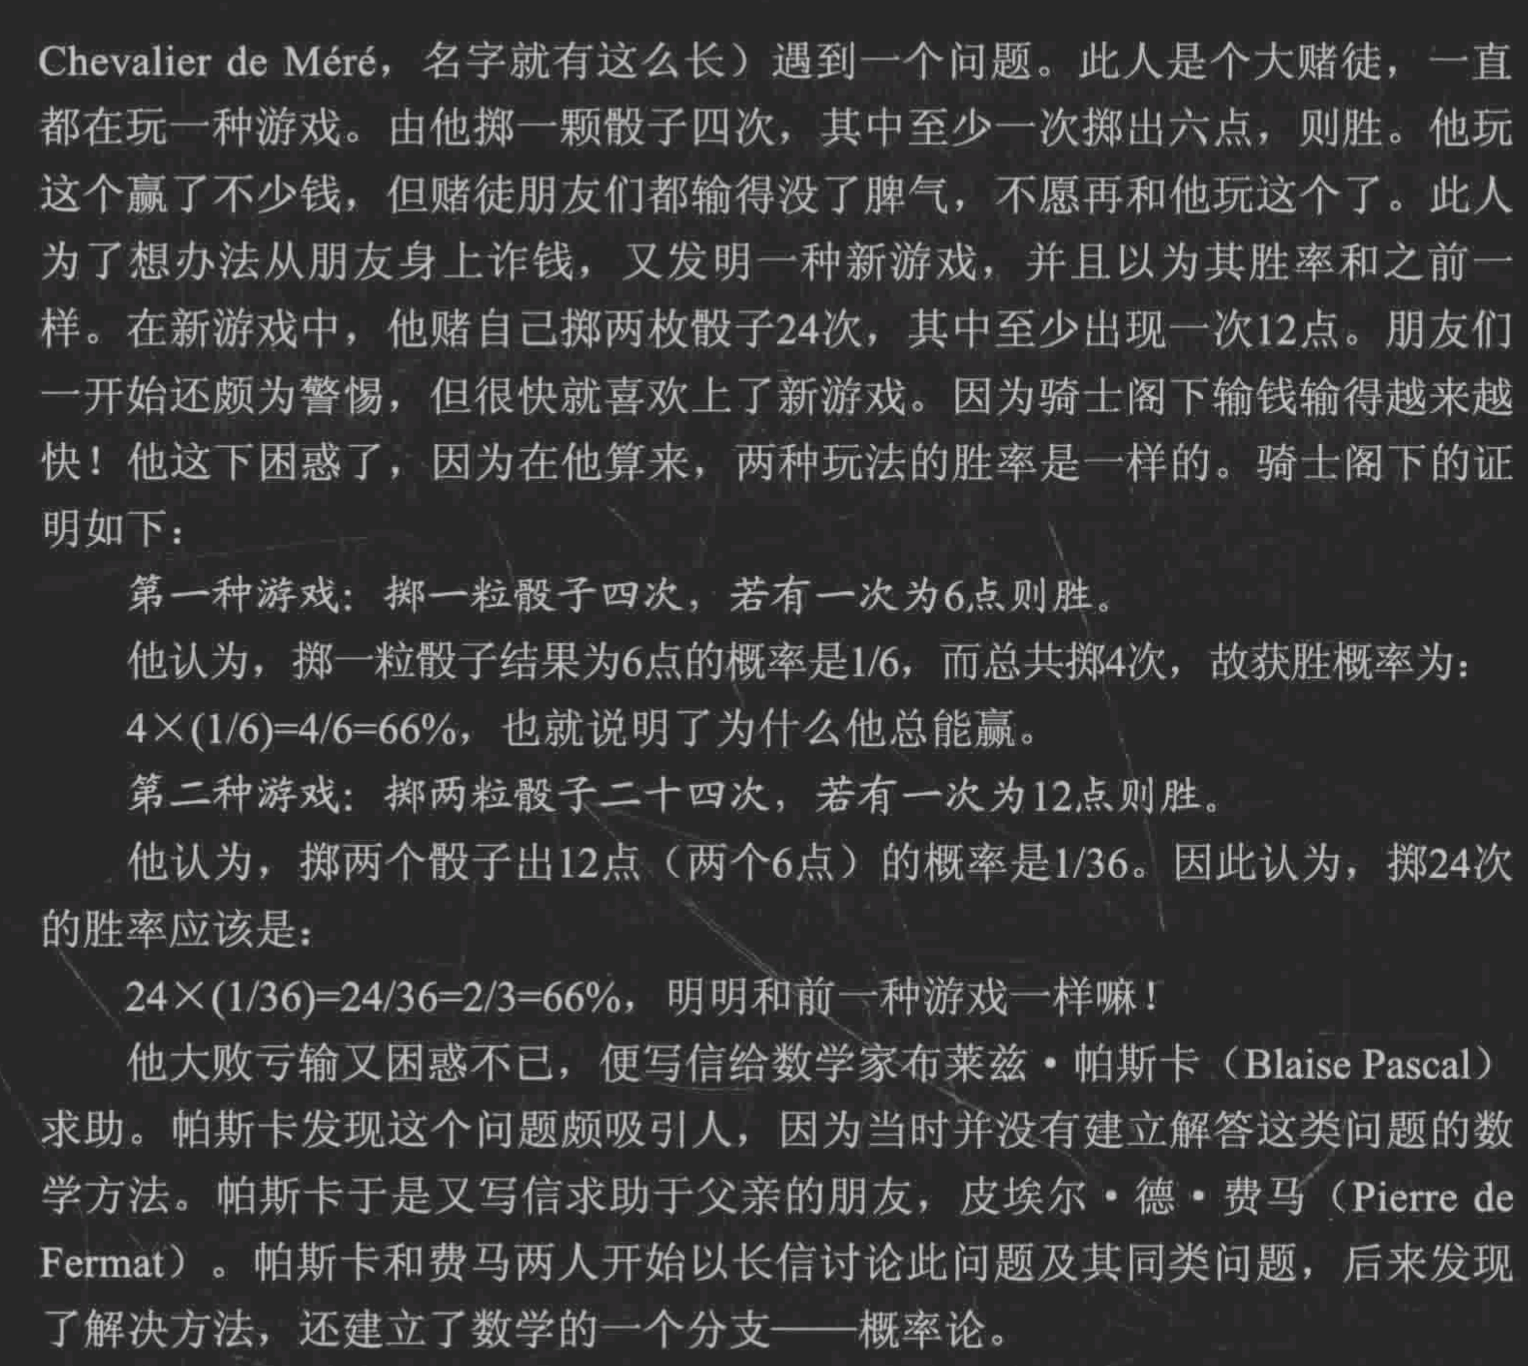 Chevalier de Méré，名字就有这么长）遇到一个问题。此人是个大赌徒，一直
都在玩一种游戏。由他掷一颗骰子四次，其中至少一次掷出六点，则胜。他玩
这个赢了不少钱，但赌徒朋友们都输得没了脾气，不愿再和他玩这个了。此人
为了想办法从朋友身上诈钱，又发明一种新游戏，并且以为其胜率和之前一
样。在新游戏中，他赌自己掷两枚骰子24次，其中至少出现一次12点。朋友们
一开始还颇为警惕，但很快就喜欢上了新游戏。因为骑士阁下输钱输得越来越
快！他这下困惑了，因为在他算来，两种玩法的胜率是一样的。骑士阁下的证
明如下：
第一种游戏：掷一粒骰子四次，若有一次为6点则胜。
他认为，掷一粒骰子结果为6点的概率是1/6，而总共掷4次，故获胜概率为：
4×(1/6)=4/6=66%，也就说明了为什么他总能赢。
第二种游戏：掷两粒骰子二十四次，若有一次为12点则胜。
他认为，掷两个骰子出12点（两个6点）的概率是1/36。因此认为，掷24次
的胜率应该是：
24×(1/36)=24/36=2/3=66%，明明和前一种游戏一样嘛！
他大败亏输又困惑不已，便写信给数学家布莱兹·帕斯卡（Blaise Pascal）
求助。帕斯卡发现这个问题颇吸引人，因为当时并没有建立解答这类问题的数
学方法。帕斯卡于是又写信求助于父亲的朋友，皮埃尔·德·费马（Pierre de
Fermat）。帕斯卡和费马两人开始以长信讨论此问题及其同类问题，后来发现
了解决方法，还建立了数学的一个分支——概率论。